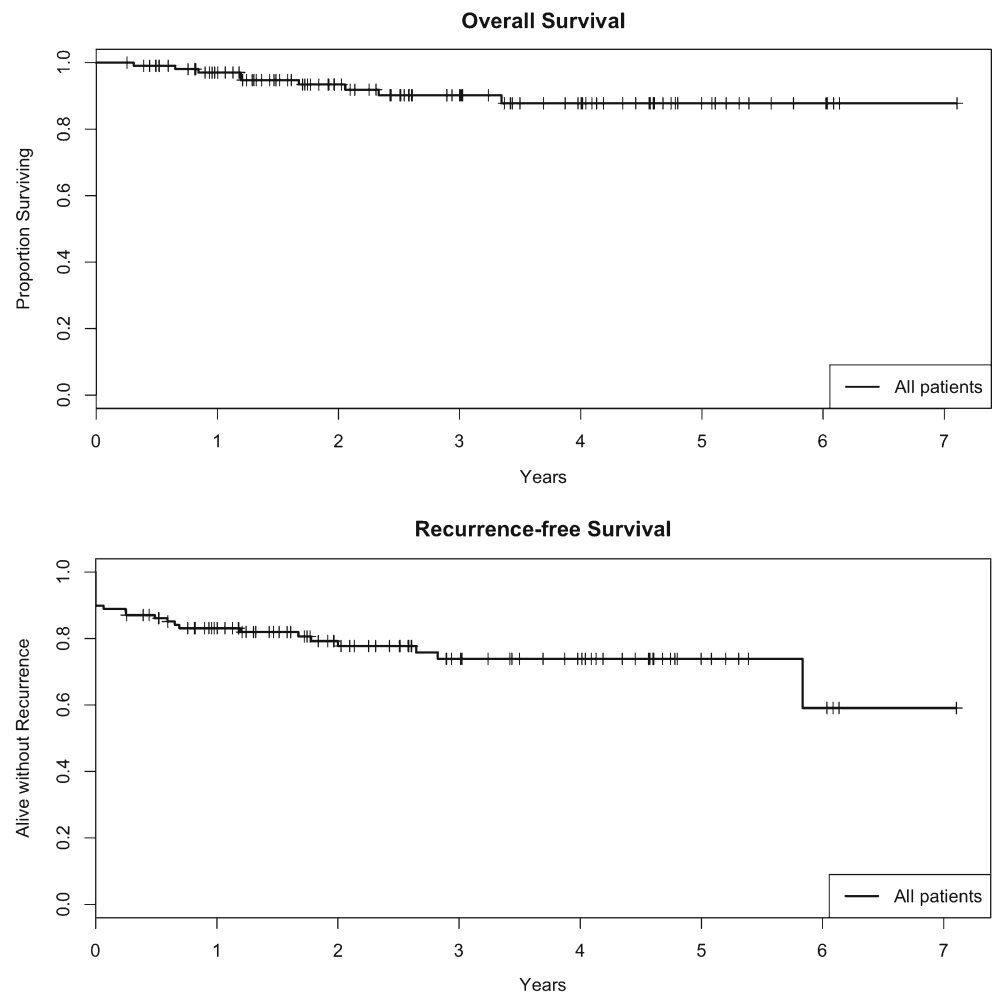 Overall Survival
Proportion Surviving
1.0
0.8
0.6
0.4
0.2
0.0
All patients
0 1 2 3 4 5 6 7
Years
Recurrence-free Survival
Alive without Recurrence
1.0
0.8
0.6
0.4
0.2
0.0
All patients
0 1 2 3 4 5 6 7
Years